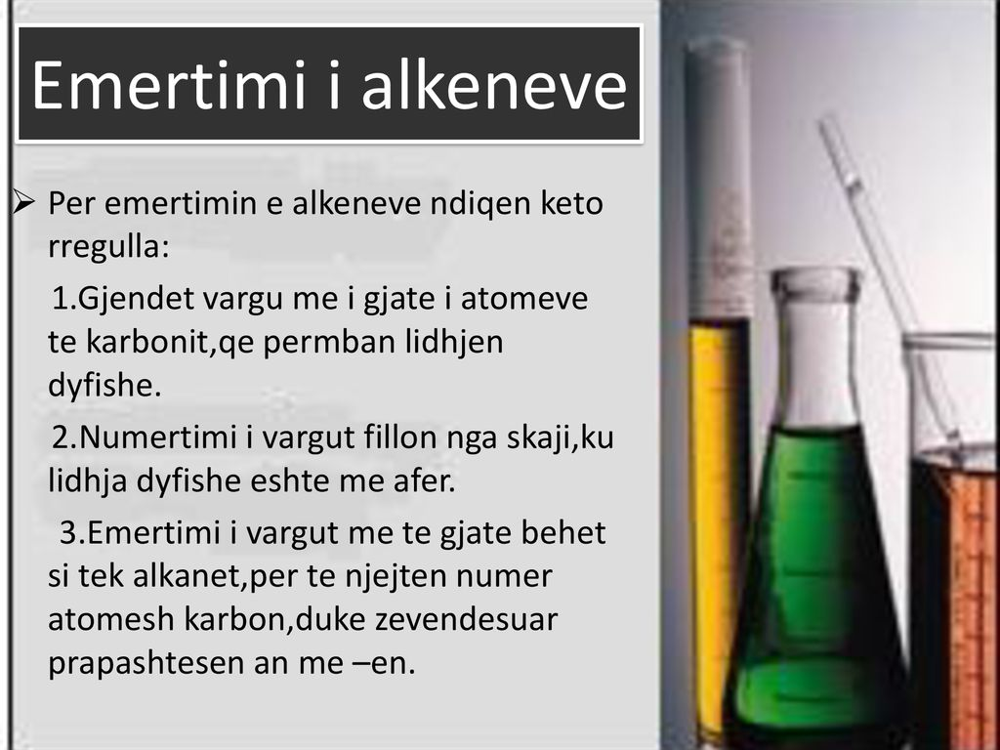 Emertimi i alkeneve
Per emertimin e alkeneve ndiqen keto
rregulla:
1.Gjendet vargu me i gjate i atomeve
te karbonit,qe permban lidhjen
dyfishe.
2.Numertimi i vargut fillon nga skaji,ku
lidhja dyfishe eshte me afer.
3.Emertimi i vargut me te gjate behet
si tek alkanet,per te njejten numer
atomesh karbon,duke zevendesuar
prapashtesen an me –en.